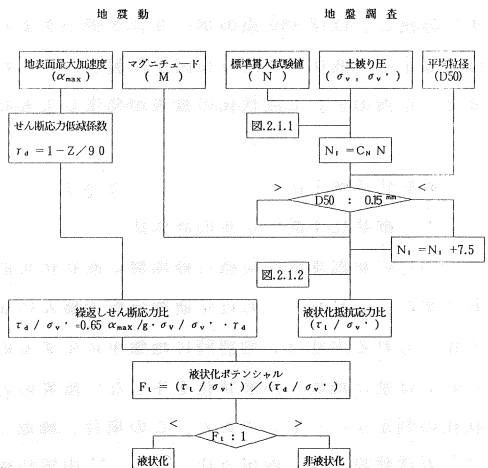 地震動
地盤調査
地表面最大加速度
(αmax)
マグニチュード
(M)
標準貫入試験値
(N)
土被り圧
(σv, σv')
平均粒径
(D50)
せん断応力低減係数
γd=1-Z/90
図.2.1.1
N1=CN N
> D50 : 0.15mm <
N1=N1+7.5
図.2.1.2
繰返しせん断応力比
τd/σv'=0.65 αmax/g・σv/σv'・γd
液状化抵抗応力比
(τl/σv')
液状化ポテンシャル
Fl=(τl/σv')/(τd/σv')
< Fl:1 >
液状化
非液状化